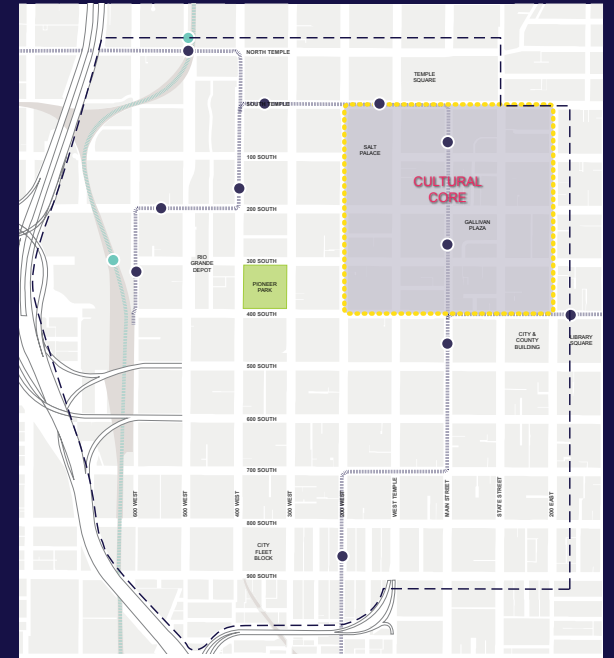 NORTH TEMPLE
TEMPLE
SQUARE
SOUTH TEMPLE
SALT
PALACE
100 SOUTH
CULTURAL
CORE
200 SOUTH
GALLIVAN
PLAZA
RIO
GRANDE
DEPOT
300 SOUTH
PIONEER
PARK
400 SOUTH
CITY &
COUNTY
BUILDING
LIBRARY
SQUARE
500 SOUTH
600 SOUTH
700 SOUTH
600 WEST
500 WEST
400 WEST
300 WEST
200 WEST
WEST TEMPLE
MAIN STREET
STATE STREET
200 EAST
800 SOUTH
CITY
FLEET
BLOCK
900 SOUTH